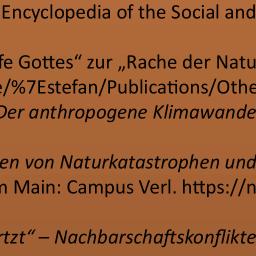 Encyclopedia of the Social and
fe Gottes“ zur „Rache der Natu
e/%7Estefan/Publications/Othe
Der anthropogene Klimawande
en von Naturkatastrophen und
m Main: Campus Verl. https://n
rtzt“ – Nachbarschaftskonflikte